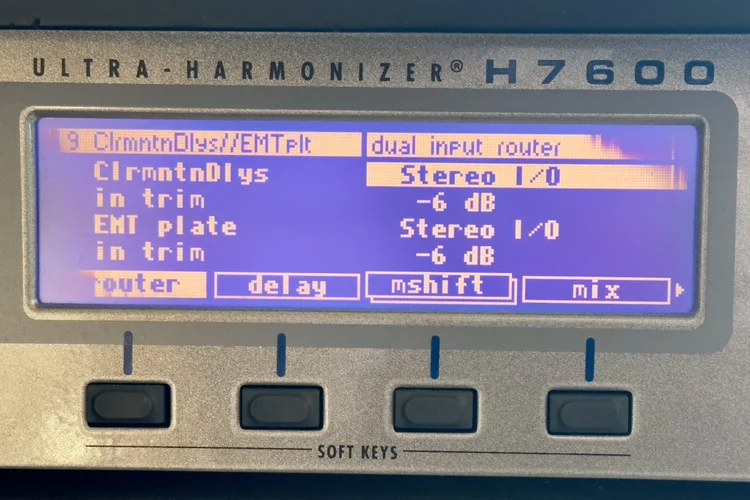 ULTRA-HARMONIZER® H7600
9 ClrmntnDlys//EMTplt dual input router
ClrmntnDlys Stereo I/O
in trim -6 dB
EMT plate Stereo I/O
in trim -6 dB
router delay mshift mix
SOFT KEYS